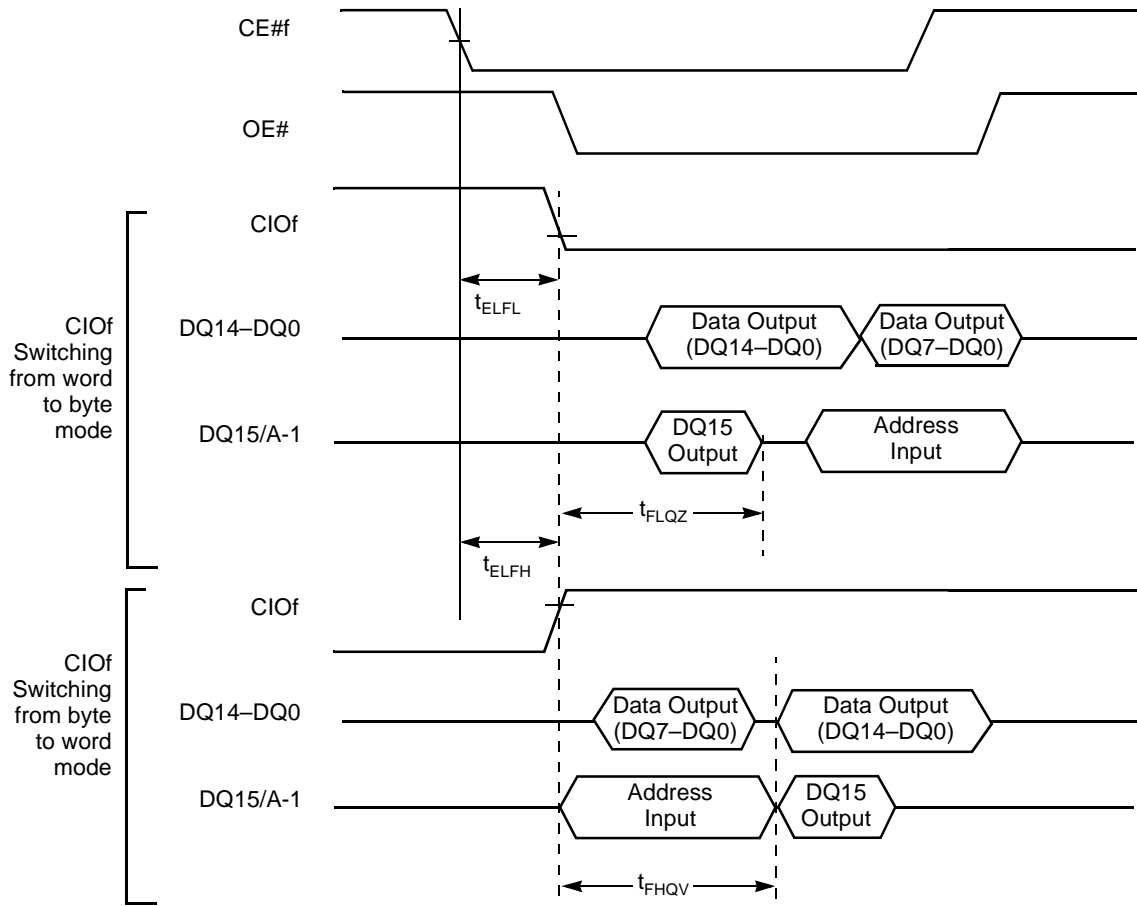 CE#f
OE#
CIOf
tELFL
CIOf
Switching
from word
to byte
mode
DQ14–DQ0
Data Output
(DQ14–DQ0)
Data Output
(DQ7–DQ0)
DQ15/A-1
DQ15
Output
Address
Input
tFLQZ
tELFH
CIOf
CIOf
Switching
from byte
to word
mode
DQ14–DQ0
Data Output
(DQ7–DQ0)
Data Output
(DQ14–DQ0)
DQ15/A-1
Address
Input
DQ15
Output
tFHQV